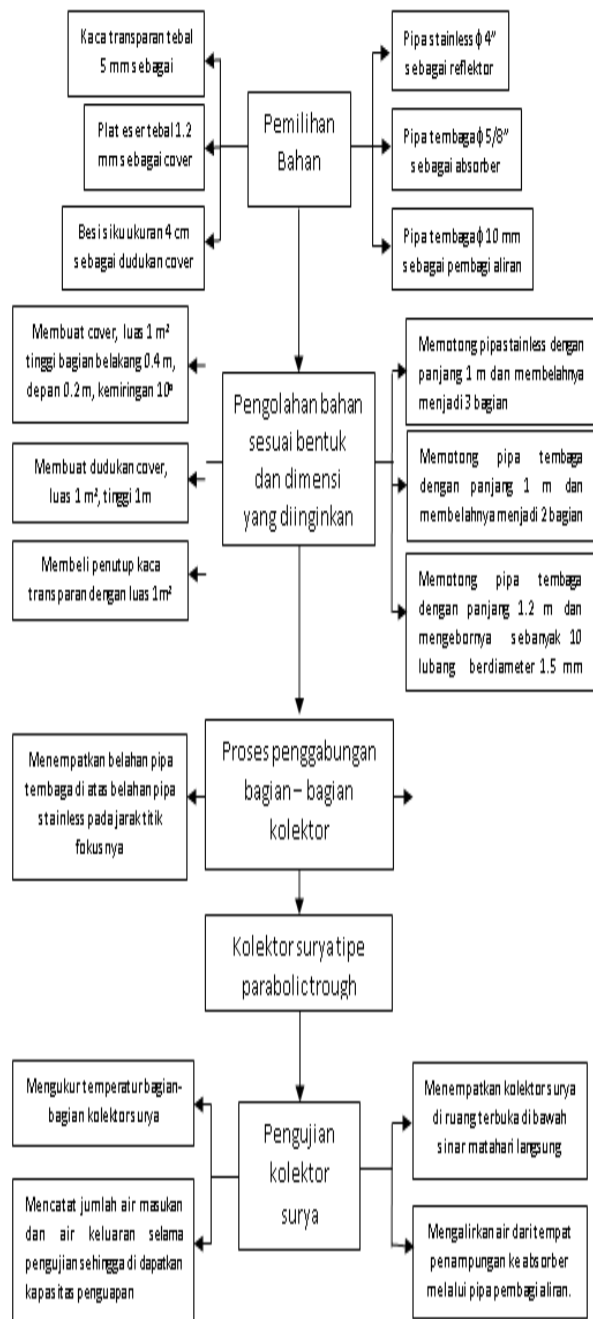 Kaca transparan tebal
5 mm sebagai
Plat eser tebal 1.2
mm sebagai cover
Besi siku ukuran 4 cm
sebagai dudukan cover
Pemilihan
Bahan
Pipa stainless ϕ 4"
sebagai reflektor
Pipa tembaga ϕ 5/8"
sebagai absorber
Pipa tembaga ϕ 10 mm
sebagai pembagi aliran
Membuat cover, luas 1 m²
tinggi bagian belakang 0.4 m,
depan 0.2 m, kemiringan 10°
Membuat dudukan cover,
luas 1 m², tinggi 1m
Membeli penutup kaca
transparan dengan luas 1m²
Pengolahan bahan
sesuai bentuk
dan dimensi
yang diinginkan
Memotong pipa stainless dengan
panjang 1 m dan membelahnya
menjadi 3 bagian
Memotong pipa tembaga
dengan panjang 1 m dan
membelahnya menjadi 2 bagian
Memotong pipa tembaga
dengan panjang 1.2 m dan
mengebornya sebanyak 10
lubang berdiameter 1.5 mm
Menempatkan belahan pipa
tembaga di atas belahan pipa
stainless pada jarak titik
fokusnya
Proses penggabungan
bagian – bagian
kolektor
Kolektor surya tipe
parabolic trough
Mengukur temperatur bagian-
bagian kolektor surya
Mencatat jumlah air masukan
dan air keluaran selama
pengujian sehingga di dapatkan
kapasitas penguapan
Pengujian
kolektor
surya
Menempatkan kolektor surya
di ruang terbuka di bawah
sinar matahari langsung
Mengalirkan air dari tempat
penampungan ke absorber
melalui pipa pembagi aliran.